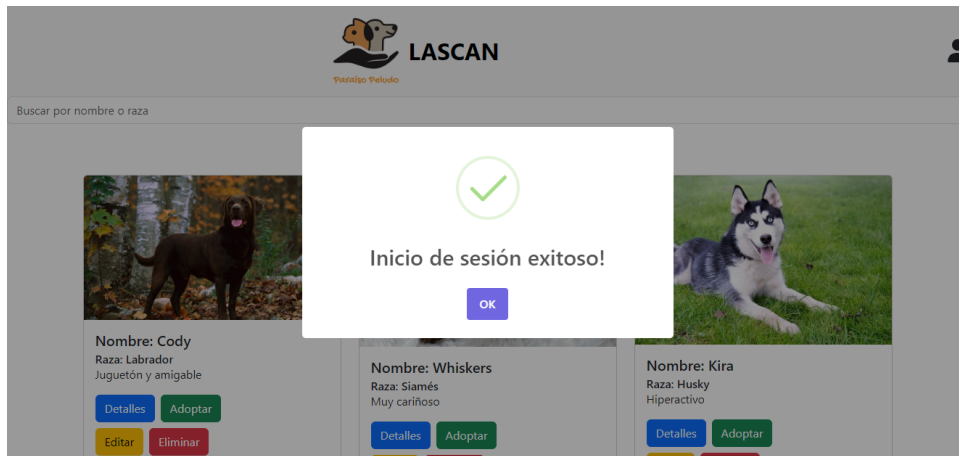 LASCAN
Paraíso Peludo
Buscar por nombre o raza
Inicio de sesión exitoso!
OK
Nombre: Cody
Raza: Labrador
Juguetón y amigable
Detalles Adoptar
Editar Eliminar
Nombre: Whiskers
Raza: Siamés
Muy cariñoso
Detalles Adoptar
Nombre: Kira
Raza: Husky
Hiperactivo
Detalles Adoptar